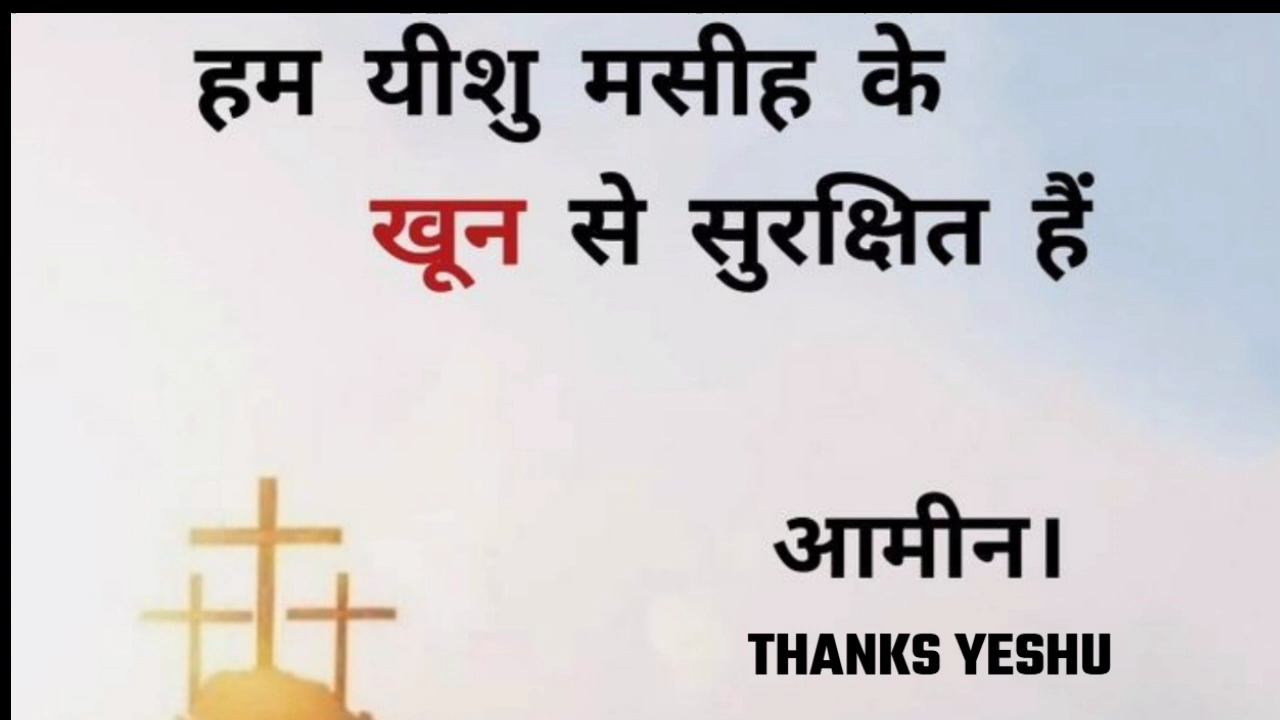 हम यीशु मसीह के
खून से सुरक्षित हैं
आमीन।
THANKS YESHU